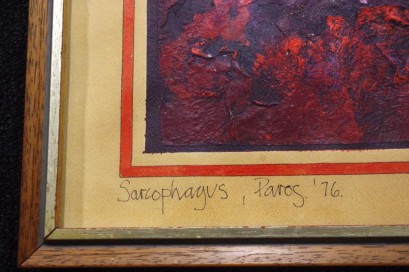 Sarcophagus, Paros. '76.